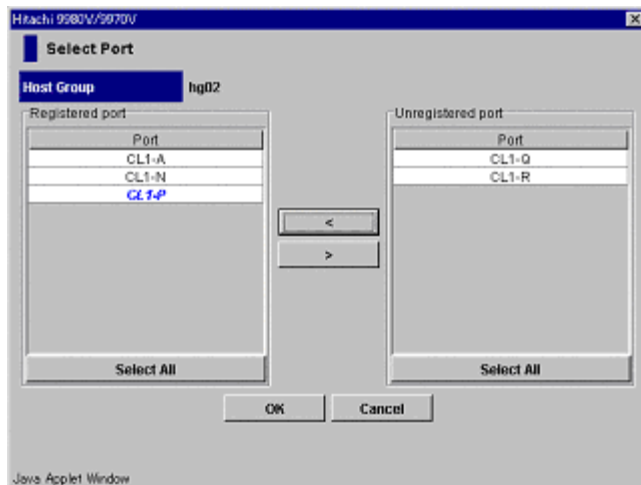 Hitachi 9980V/9970V
Select Port
Host Group hg02
Registered port
Port
CL1-A
CL1-N
CL1-P
Select All
<
>
Unregistered port
Port
CL1-Q
CL1-R
Select All
OK Cancel
Java Applet Window